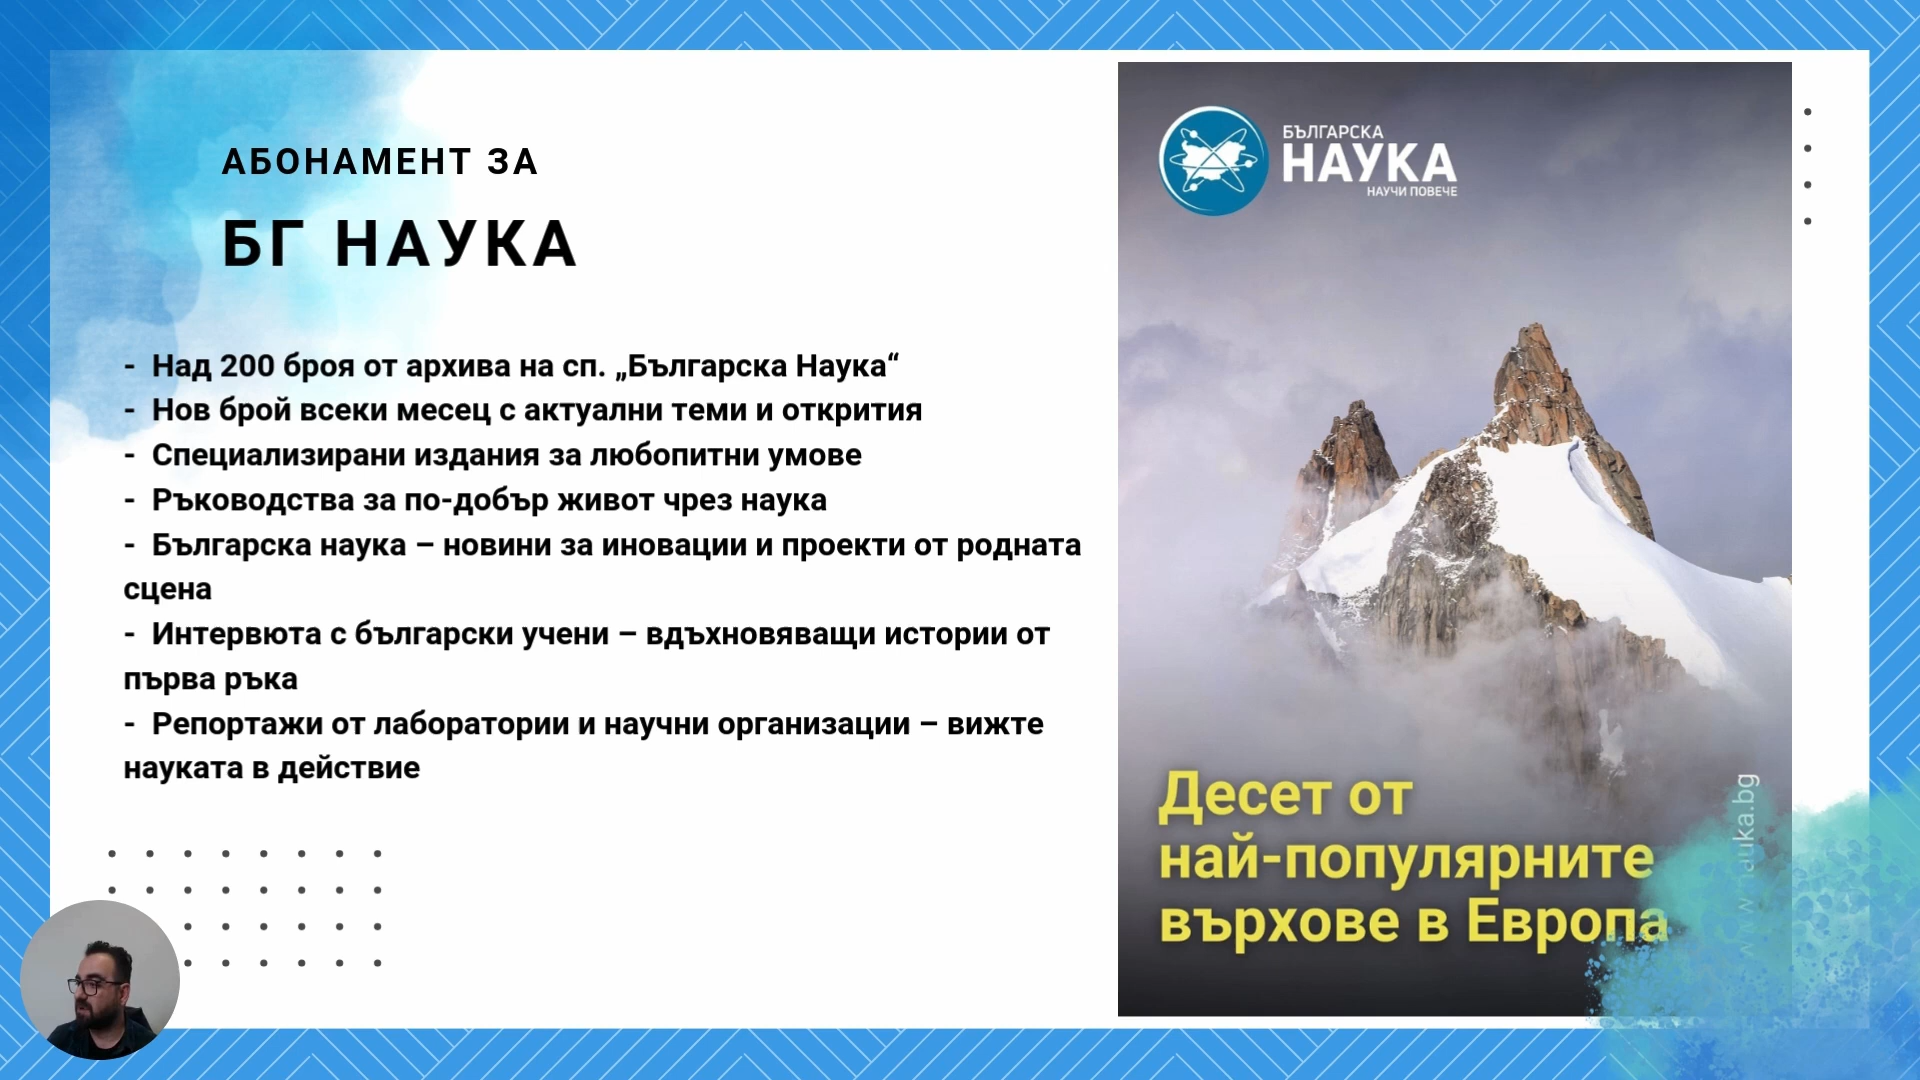 АБОНАМЕНТ ЗА
БГ НАУКА
- Над 200 броя от архива на сп. „Българска Наука“
- Нов брой всеки месец с актуални теми и открития
- Специализирани издания за любопитни умове
- Ръководства за по-добър живот чрез наука
- Българска наука – новини за иновации и проекти от родната
сцена
- Интервюта с български учени – вдъхновяващи истории от
първа ръка
- Репортажи от лаборатории и научни организации – вижте
науката в действие
БЪЛГАРСКА
НАУКА
НАУЧИ ПОВЕЧЕ
Десет от
най-популярните
върхове в Европа
www.nauka.bg